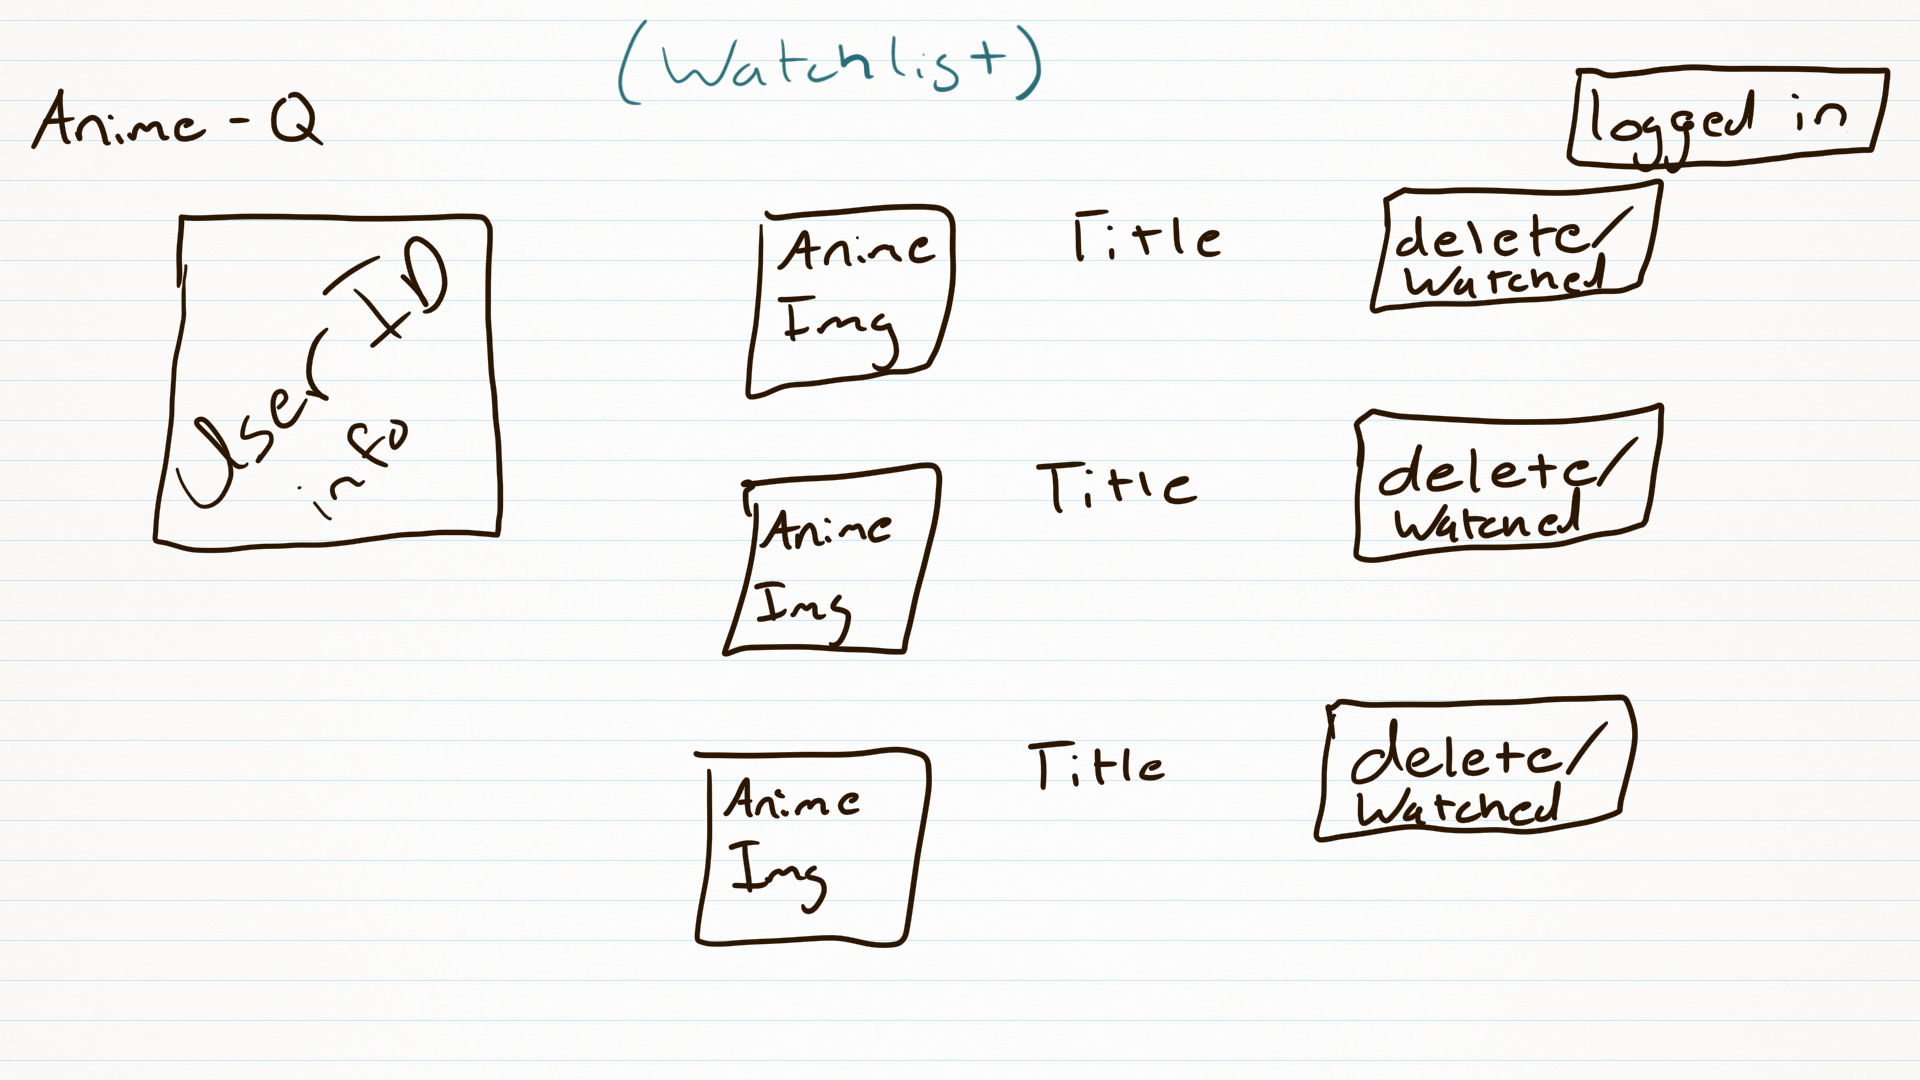 (Watchlist)
Anime - Q
logged in
User ID
info
Anime
Img
Title
delete/
Watched
Anime
Img
Title
delete/
Watched
Anime
Img
Title
delete/
Watched